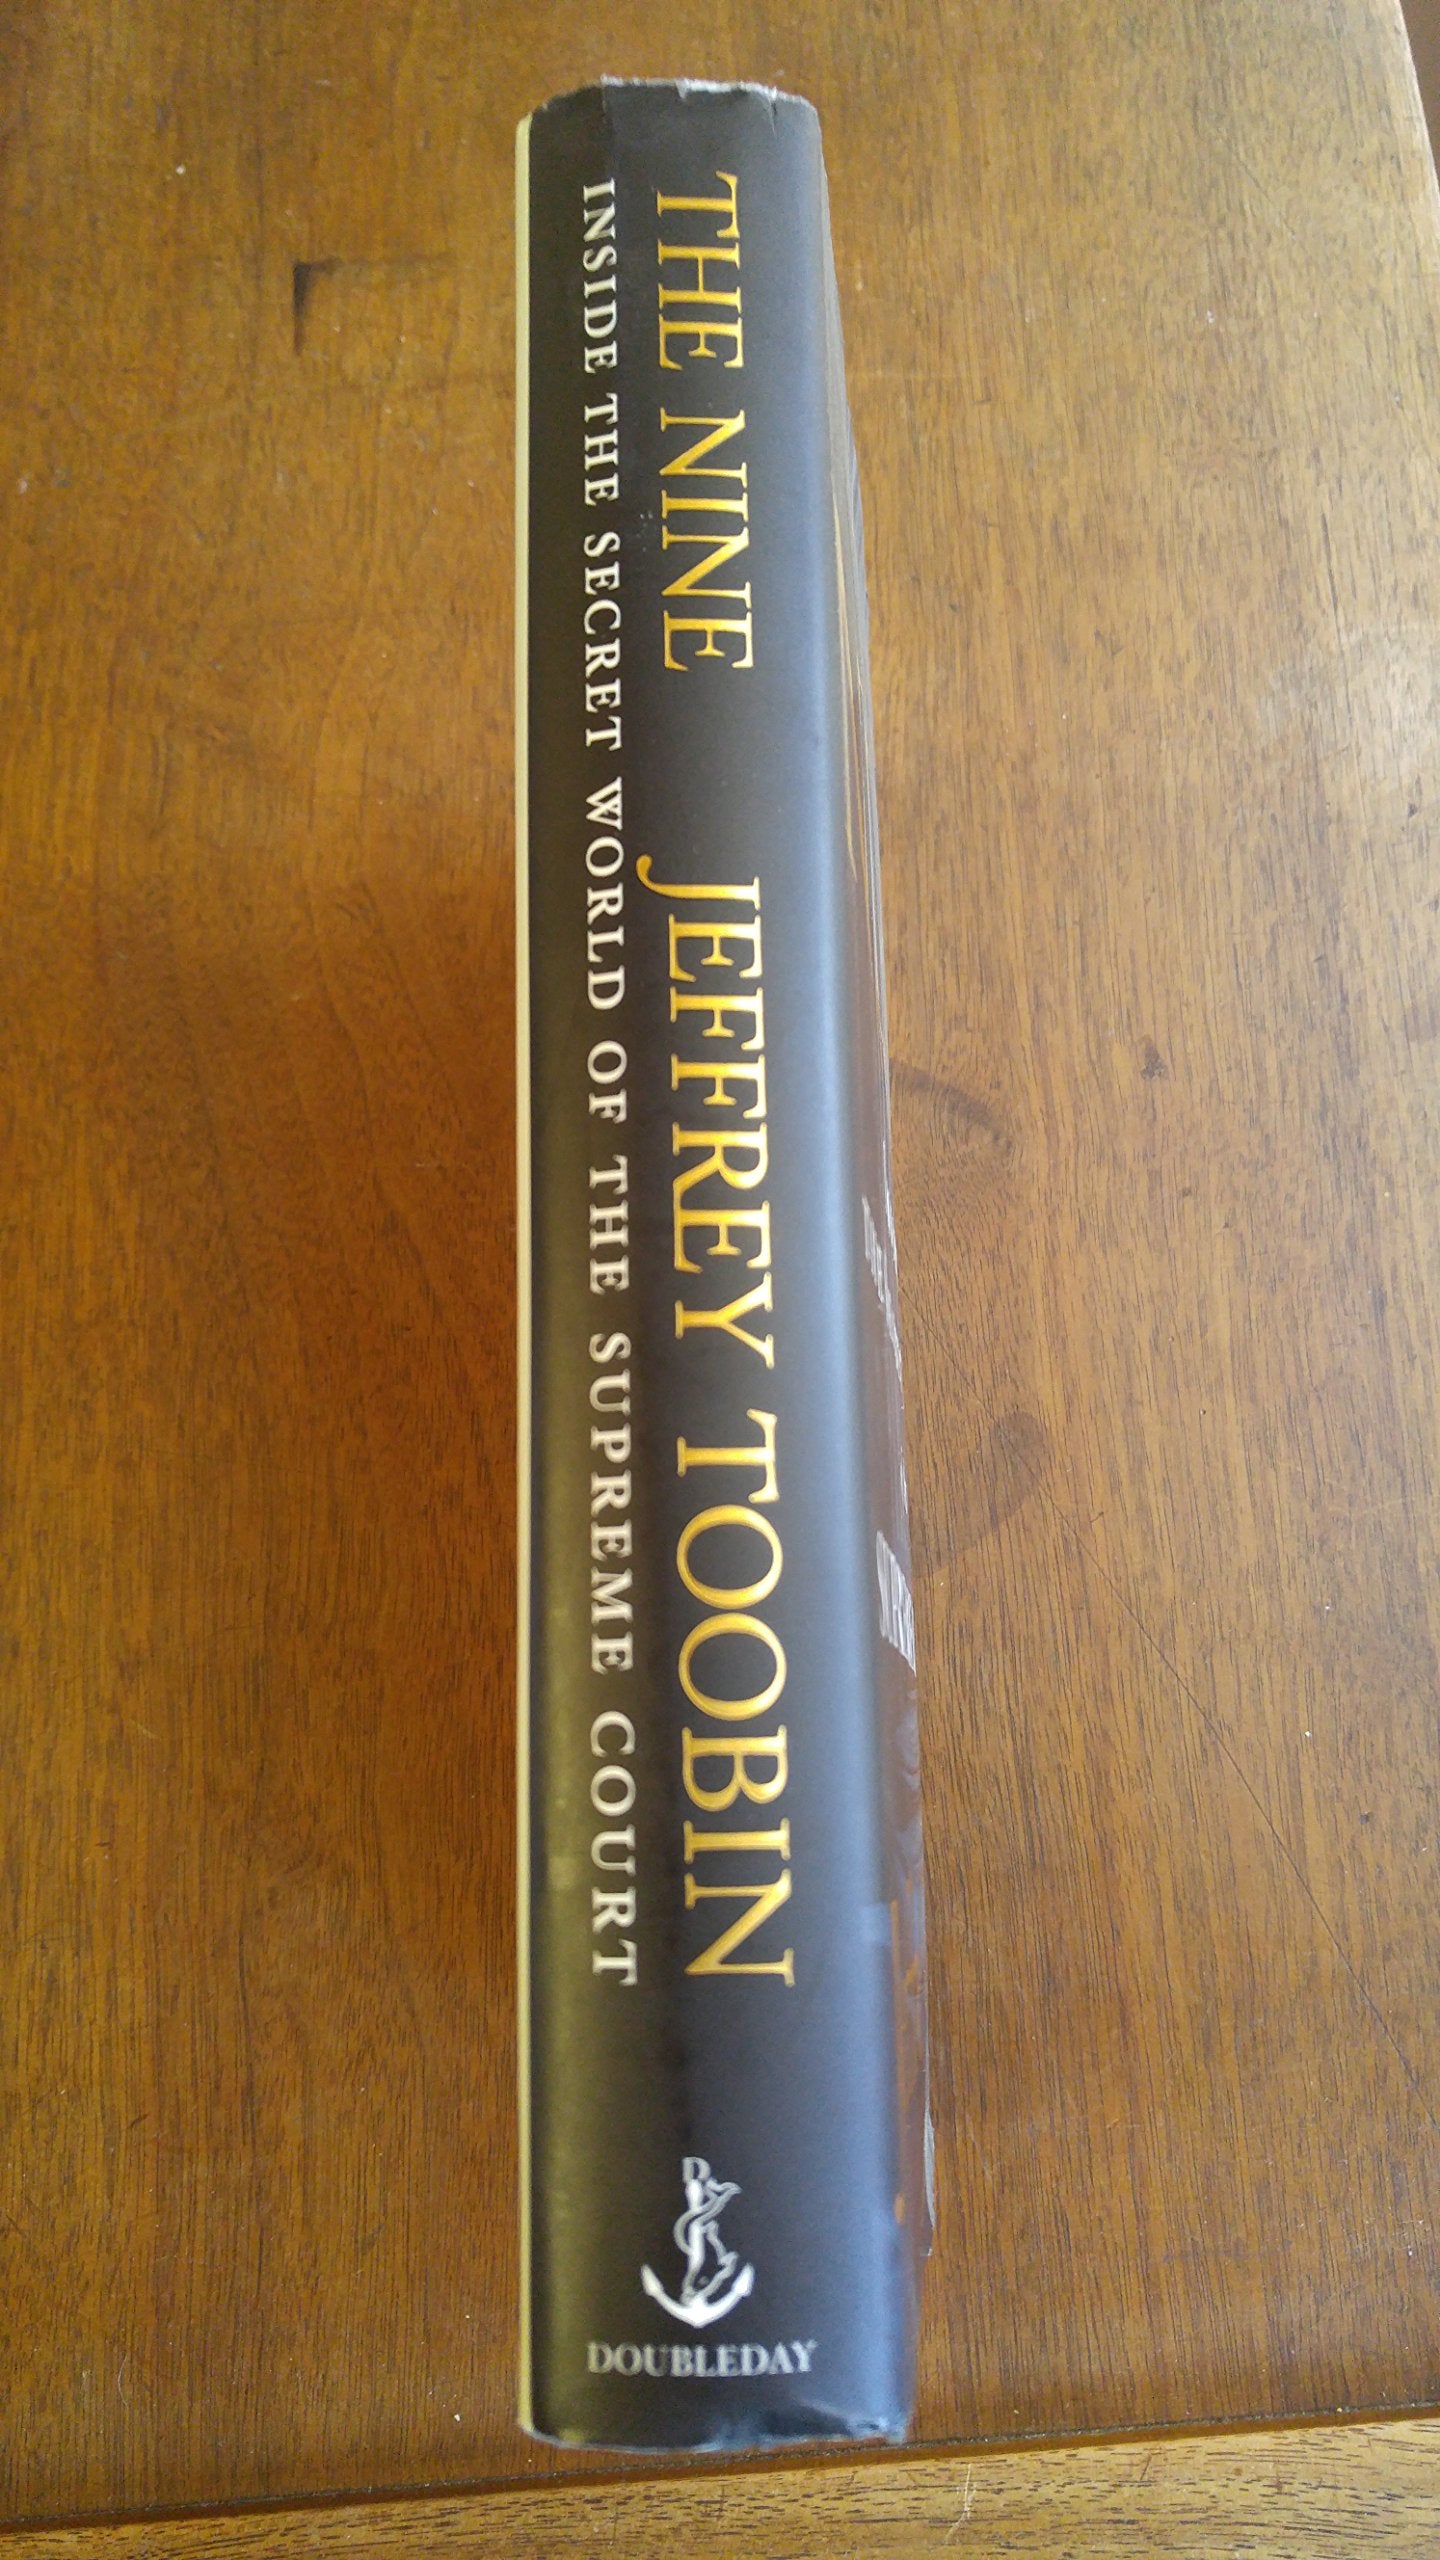 THE NINE JEFFREY TOOBIN
INSIDE THE SECRET WORLD OF THE SUPREME COURT
D
DOUBLEDAY